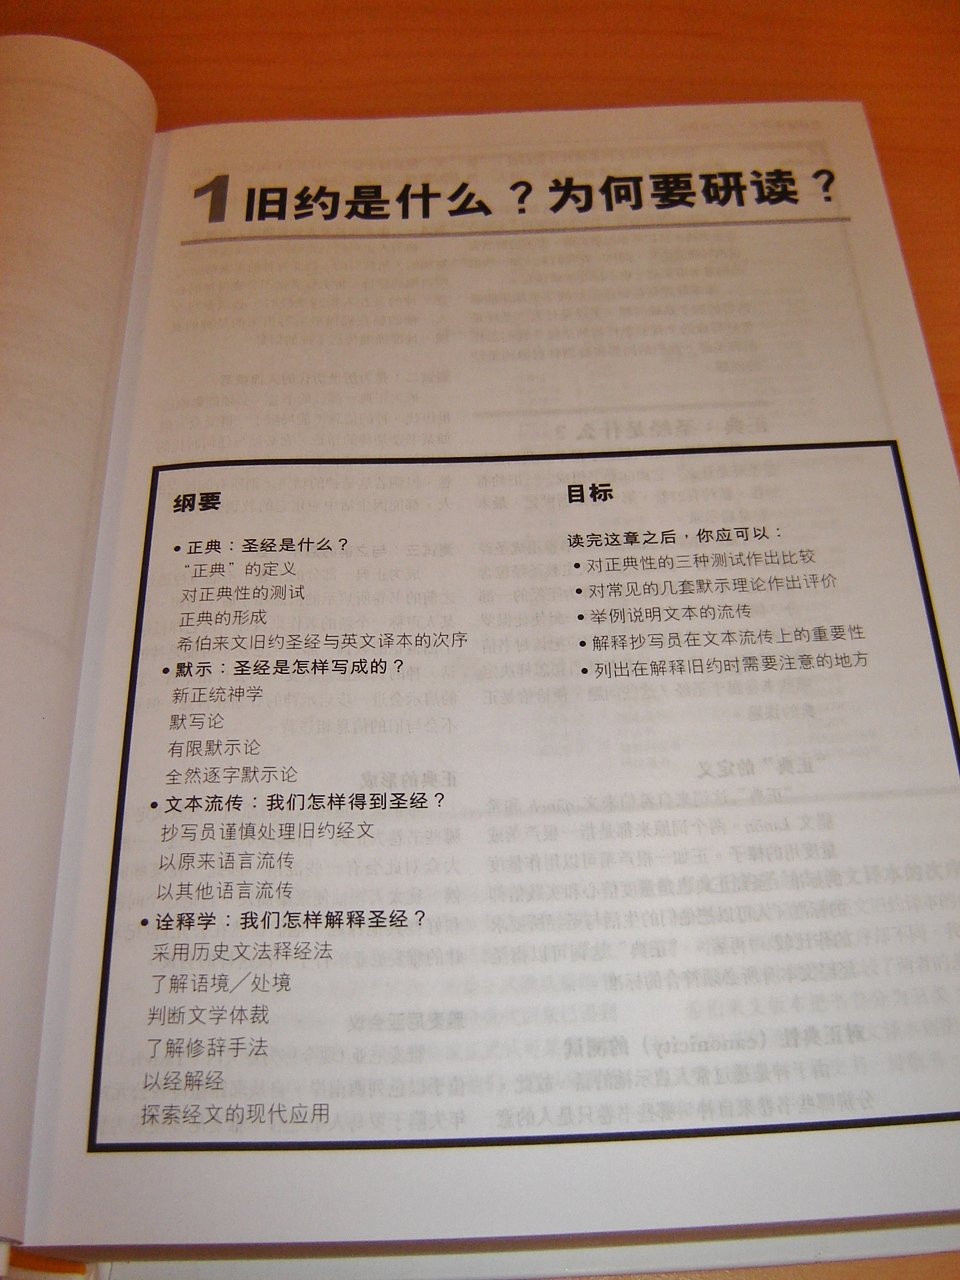 1 旧约是什么？为何要研读？
纲要
• 正典：圣经是什么？
“正典”的定义
对正典性的测试
正典的形成
希伯来文旧约圣经与英文译本的次序
• 默示：圣经是怎样写成的？
新正统神学
默写论
有限默示论
全然逐字默示论
• 文本流传：我们怎样得到圣经？
抄写员谨慎处理旧约经文
以原来语言流传
以其他语言流传
• 诠释学：我们怎样解释圣经？
采用历史文法释经法
了解语境／处境
判断文学体裁
了解修辞手法
以经解经
探索经文的现代应用
目标
读完这章之后，你应可以：
• 对正典性的三种测试作出比较
• 对常见的几套默示理论作出评价
• 举例说明文本的流传
• 解释抄写员在文本流传上的重要性
• 列出在解释旧约时需要注意的地方